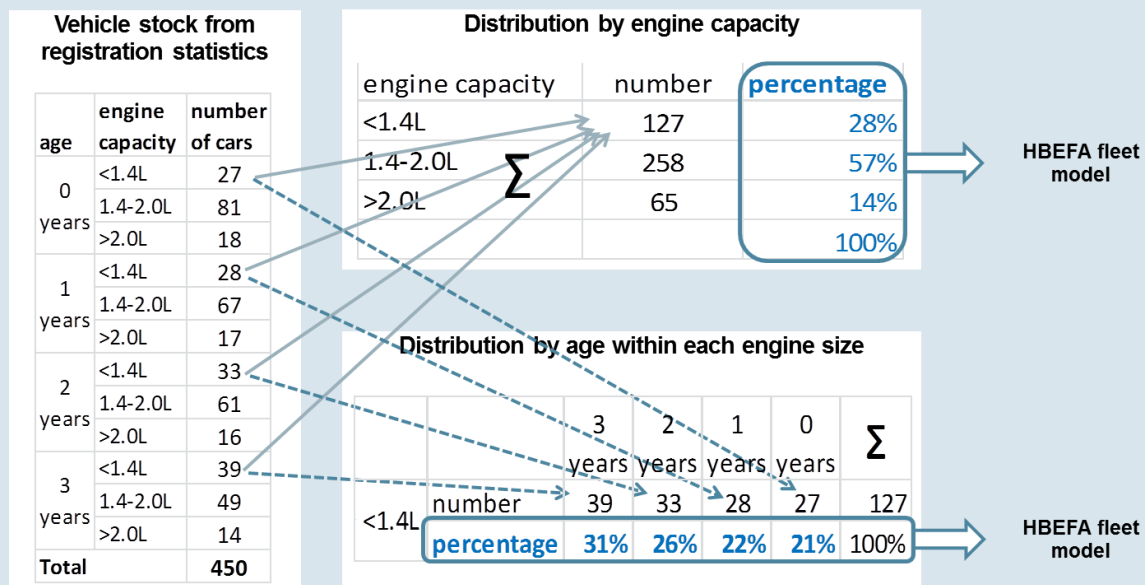 Vehicle stock from
registration statistics
age engine capacity number of cars
0 years <1.4L 27
1.4-2.0L 81
>2.0L 18
1 years <1.4L 28
1.4-2.0L 67
>2.0L 17
2 years <1.4L 33
1.4-2.0L 61
>2.0L 16
3 years <1.4L 39
1.4-2.0L 49
>2.0L 14
Total 450
Distribution by engine capacity
engine capacity number percentage
<1.4L 127 28%
1.4-2.0L 258 57%
Σ
>2.0L 65 14%
100%
HBEFA fleet
model
Distribution by age within each engine size
3 years 2 years 1 years 0 years Σ
<1.4L number 39 33 28 27 127
percentage 31% 26% 22% 21% 100%
HBEFA fleet
model